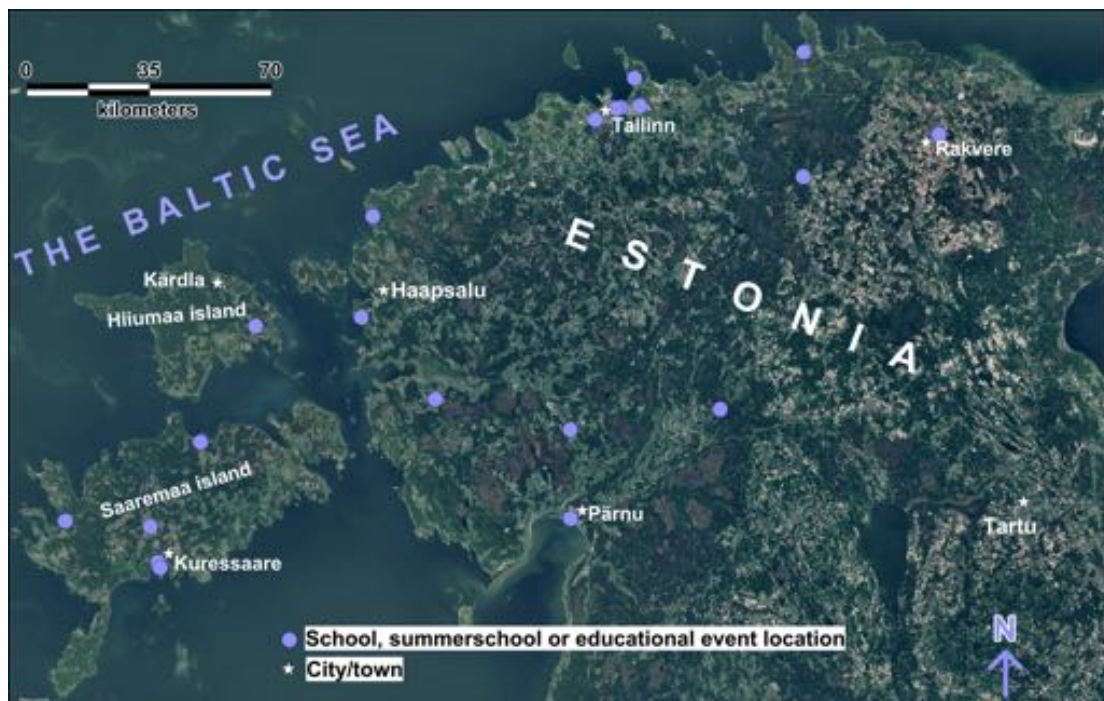 0 35 70
kilometers
THE BALTIC SEA
Tallinn
Rakvere
ESTONIA
Kärdla
Haapsalu
Hiiumaa island
Saaremaa island
Pärnu
Tartu
Kuressaare
School, summerschool or educational event location
City/town
N